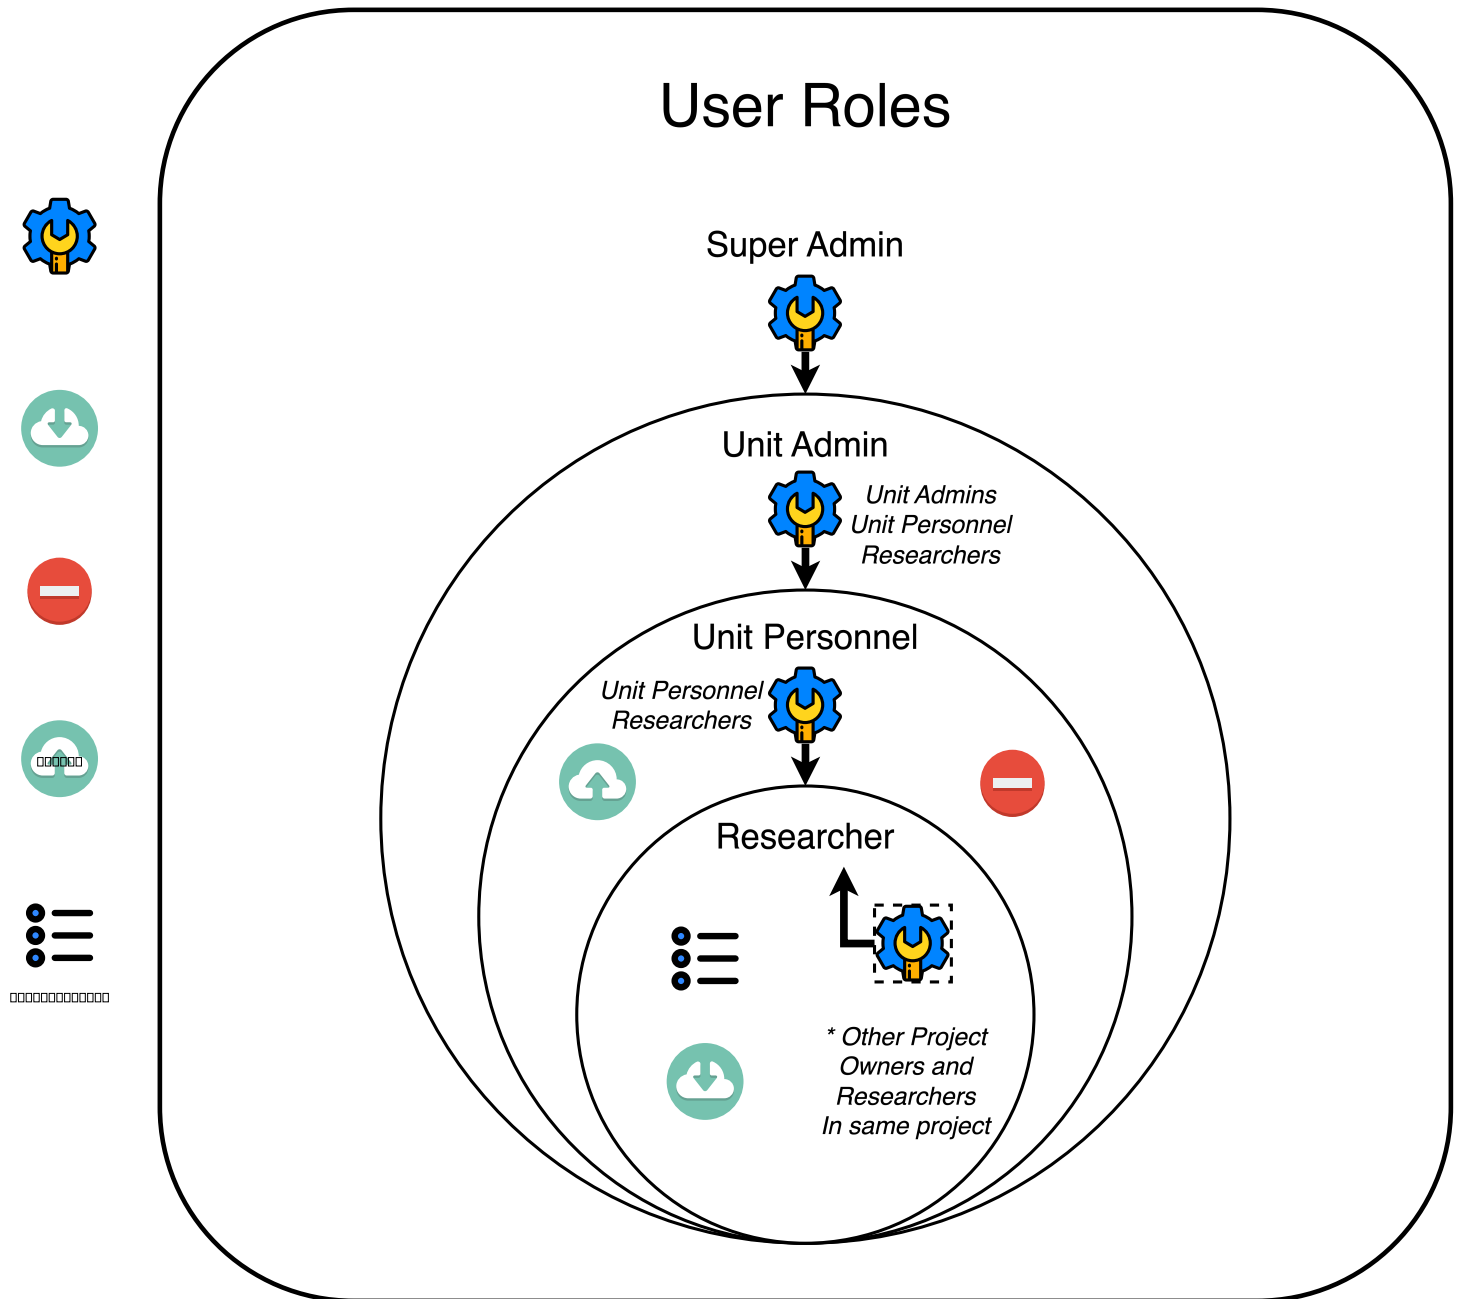 User Roles
Super Admin
Unit Admin
Unit Admins
Unit Personnel
Researchers
Unit Personnel
Unit Personnel
Researchers
Researcher
* Other Project
Owners and
Researchers
In same project